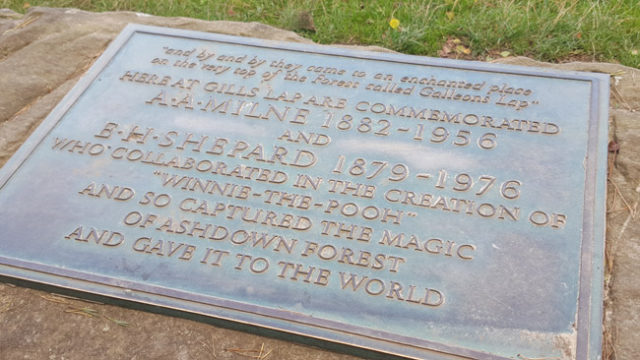 "and by and by they came to an enchanted place
on the very top of the Forest called Galleons Lap"
HERE AT GILLS LAP ARE COMMEMORATED
A·A·MILNE 1882-1956
AND
E·H·SHEPARD 1879-1976
WHO COLLABORATED IN THE CREATION OF
"WINNIE-THE-POOH"
AND SO CAPTURED THE MAGIC
OF ASHDOWN FOREST
AND GAVE IT TO THE WORLD